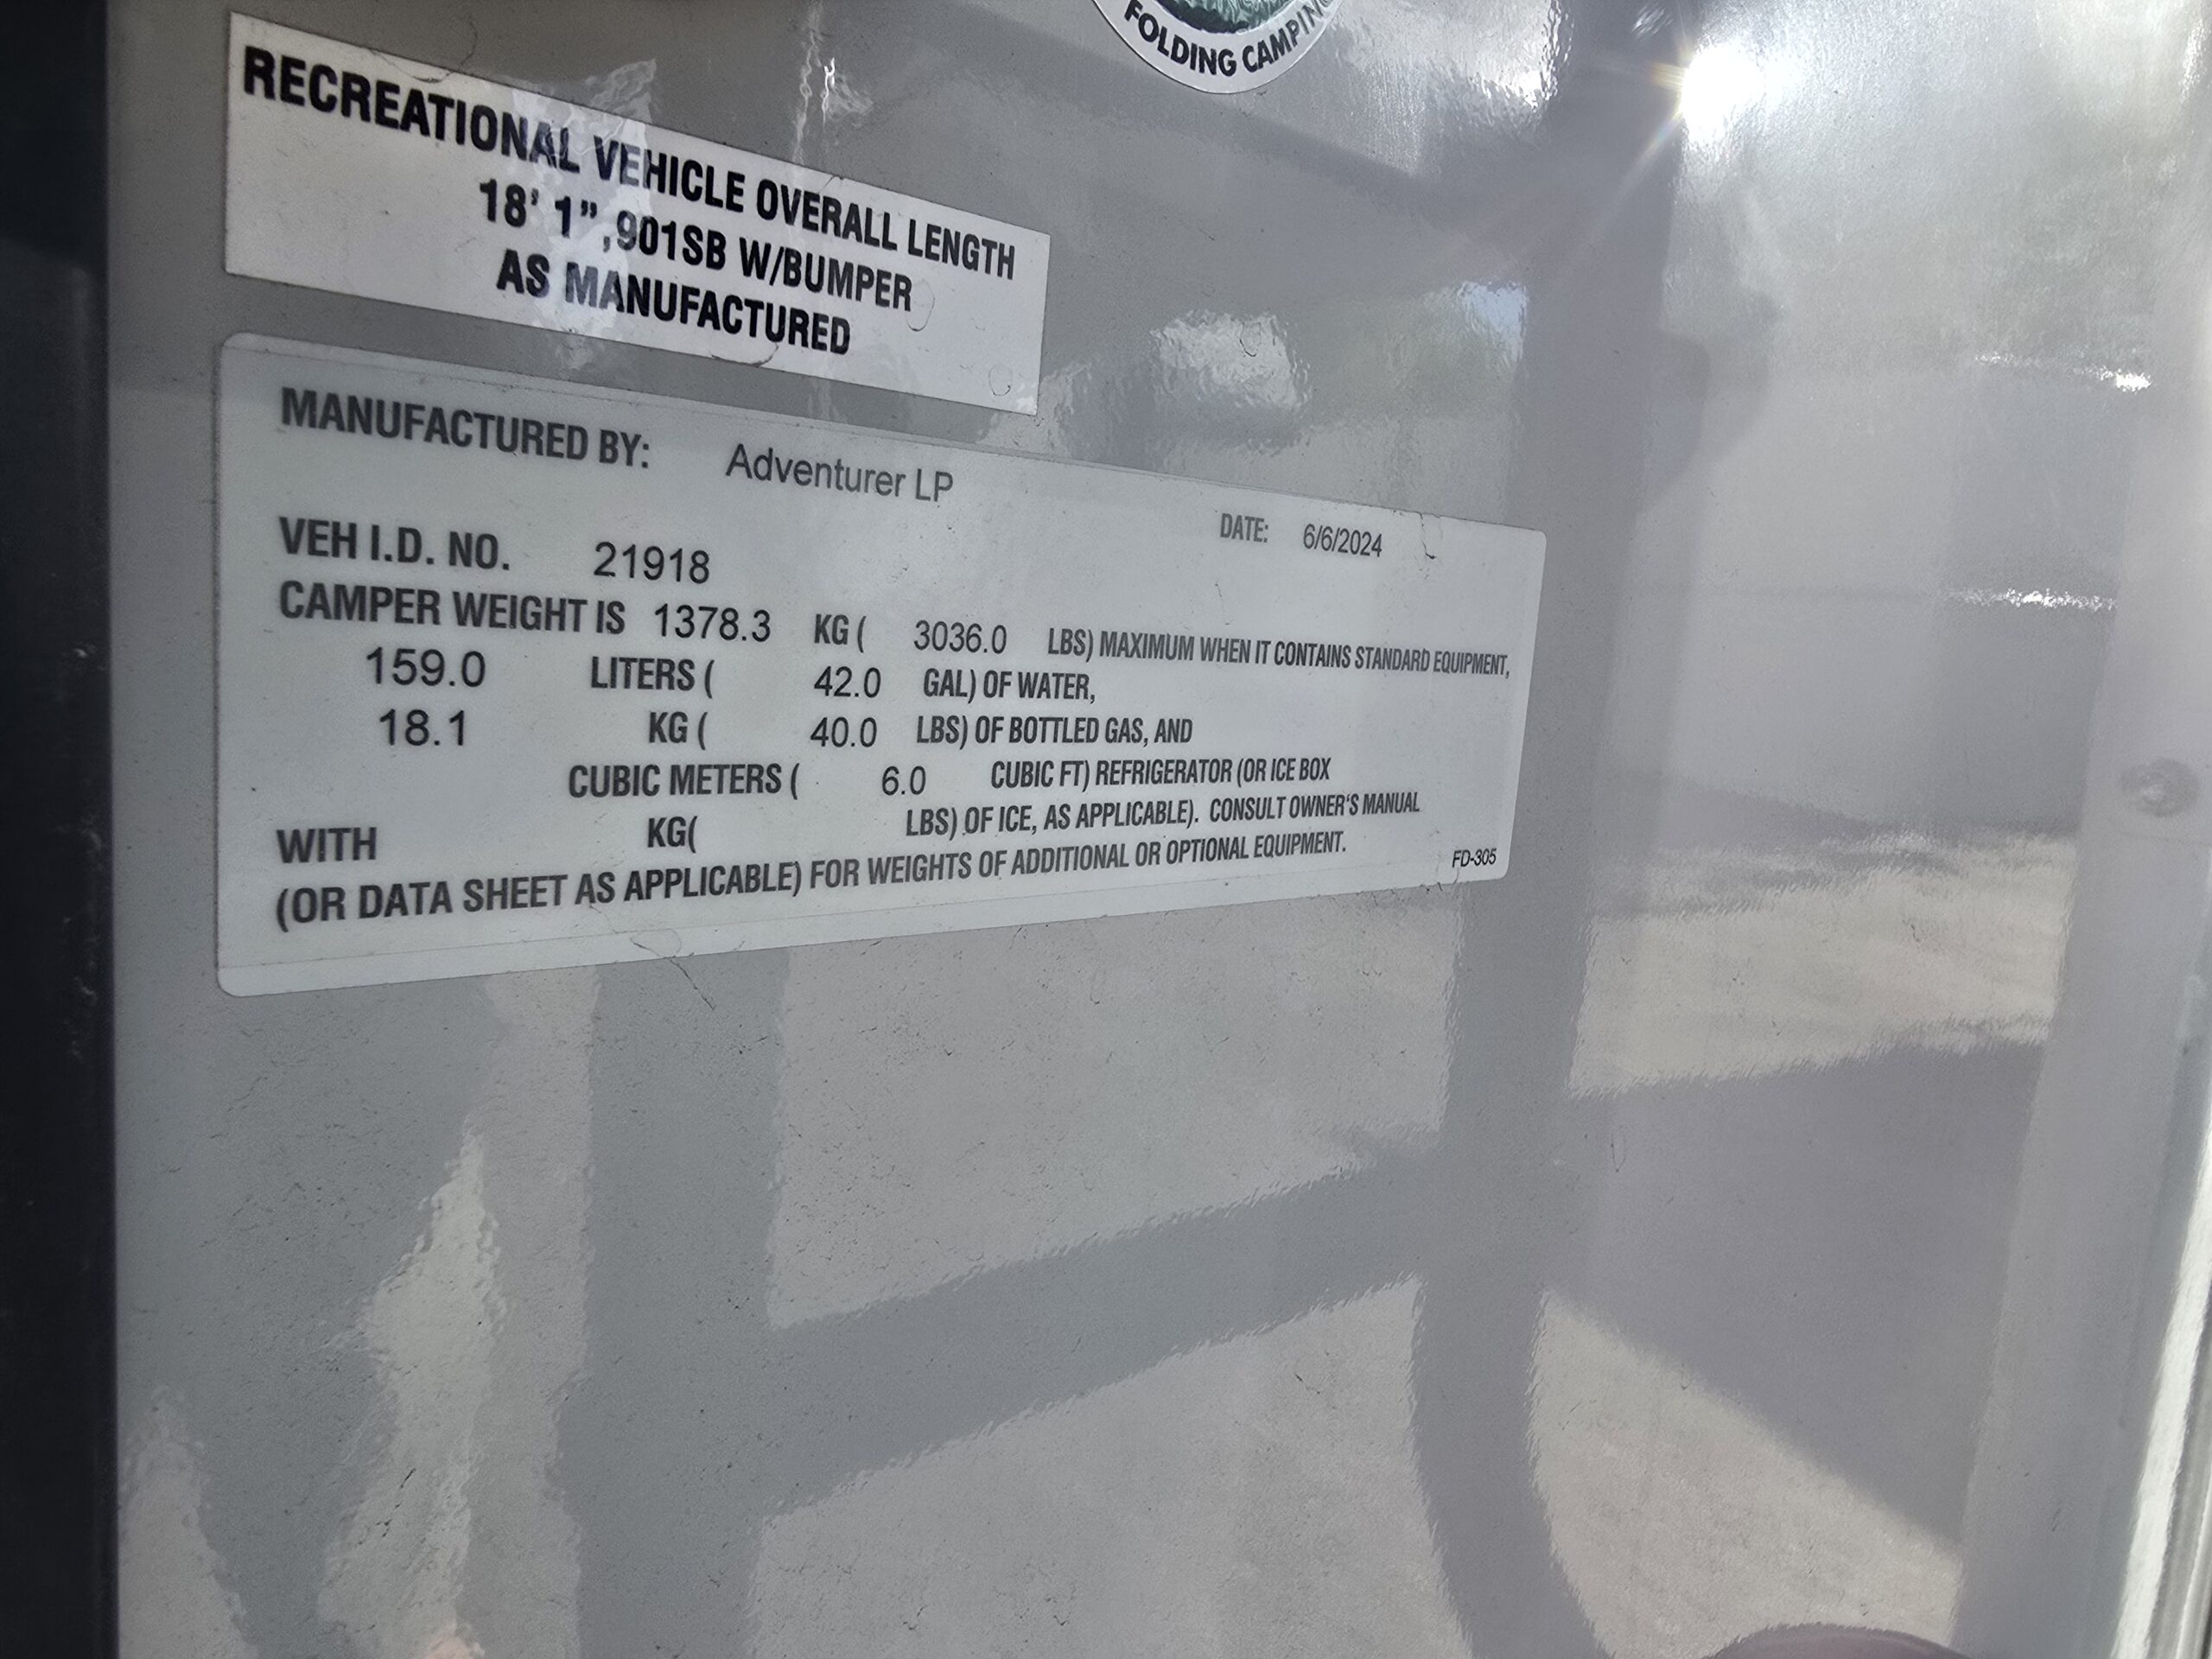 FOLDING CAMPIN
RECREATIONAL VEHICLE OVERALL LENGTH
18' 1",901SB W/BUMPER
AS MANUFACTURED
MANUFACTURED BY: Adventurer LP
DATE: 6/6/2024
VEH I.D. NO. 21918
CAMPER WEIGHT IS 1378.3 KG ( 3036.0 LBS) MAXIMUM WHEN IT CONTAINS STANDARD EQUIPMENT,
159.0 LITERS ( 42.0 GAL) OF WATER,
18.1 KG ( 40.0 LBS) OF BOTTLED GAS, AND
CUBIC METERS ( 6.0 CUBIC FT) REFRIGERATOR (OR ICE BOX
WITH KG( LBS) OF ICE, AS APPLICABLE). CONSULT OWNER'S MANUAL
(OR DATA SHEET AS APPLICABLE) FOR WEIGHTS OF ADDITIONAL OR OPTIONAL EQUIPMENT.
FD-305